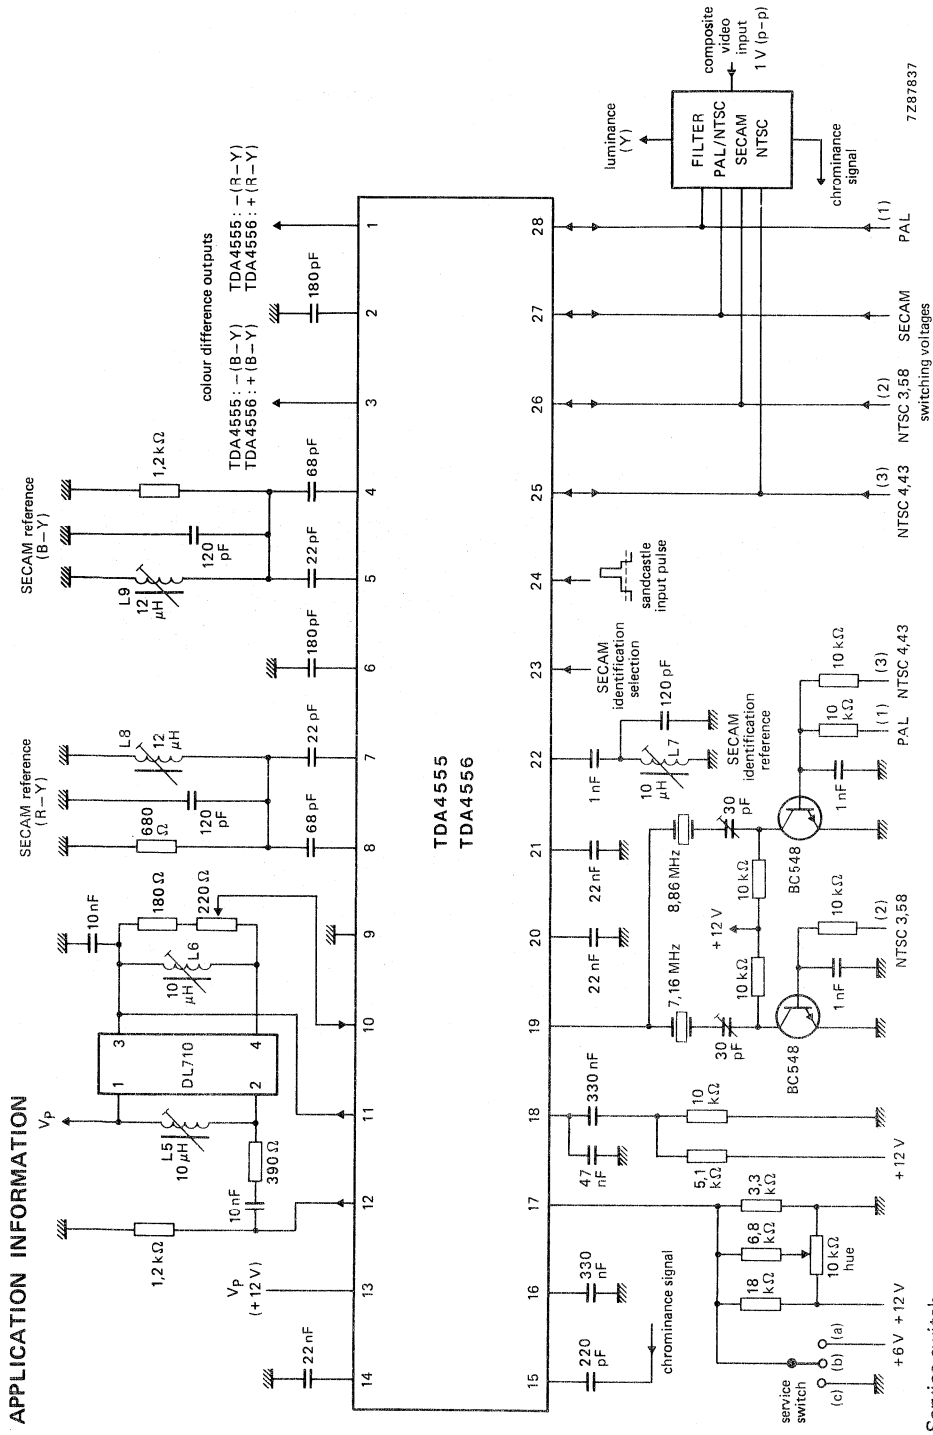 APPLICATION INFORMATION
SECAM reference
(R–Y)
SECAM reference
(B–Y)
colour difference outputs
TDA4555: –(B–Y)
TDA4556: +(B–Y)
TDA4555: –(R–Y)
TDA4556: +(R–Y)
Vp
1,2 kΩ
Vp
(+12 V)
22 nF
10 nF
390 Ω
L5
10 µH
1
2
DL710
3
4
10 nF
10
µH
L6
180 Ω
220 Ω
680
Ω
120
pF
L8
12
µH
68 pF
22 pF
180 pF
L9
12
µH
120
pF
1,2 kΩ
22 pF
68 pF
180 pF
14
13
12
11
10
9
8
7
6
5
4
3
2
1
TDA4555
TDA4556
15
16
17
18
19
20
21
22
23
24
25
26
27
28
220
pF
chrominance signal
330
nF
47
nF
330 nF
5,1
kΩ
10
kΩ
+12 V
18
kΩ
6,8
kΩ
3,3
kΩ
10 kΩ
hue
service
switch
(c)
(b)
(a)
+6 V
+12 V
22 nF
22 nF
7,16 MHz
8,86 MHz
30
pF
30
pF
+12 V
10 kΩ
10 kΩ
BC548
BC548
1 nF
10 kΩ
(2)
NTSC 3,58
1 nF
10
kΩ
10 kΩ
(1)
PAL
(3)
NTSC 4,43
1 nF
10
µH
L7
120 pF
SECAM
identification
reference
SECAM
identification
selection
sandcastle
input pulse
(3)
NTSC 4,43
(2)
NTSC 3,58
SECAM
(1)
PAL
switching voltages
luminance
(Y)
FILTER
PAL/NTSC
SECAM
NTSC
composite
video
input
1 V (p–p)
chrominance
signal
7Z87837
Service switch